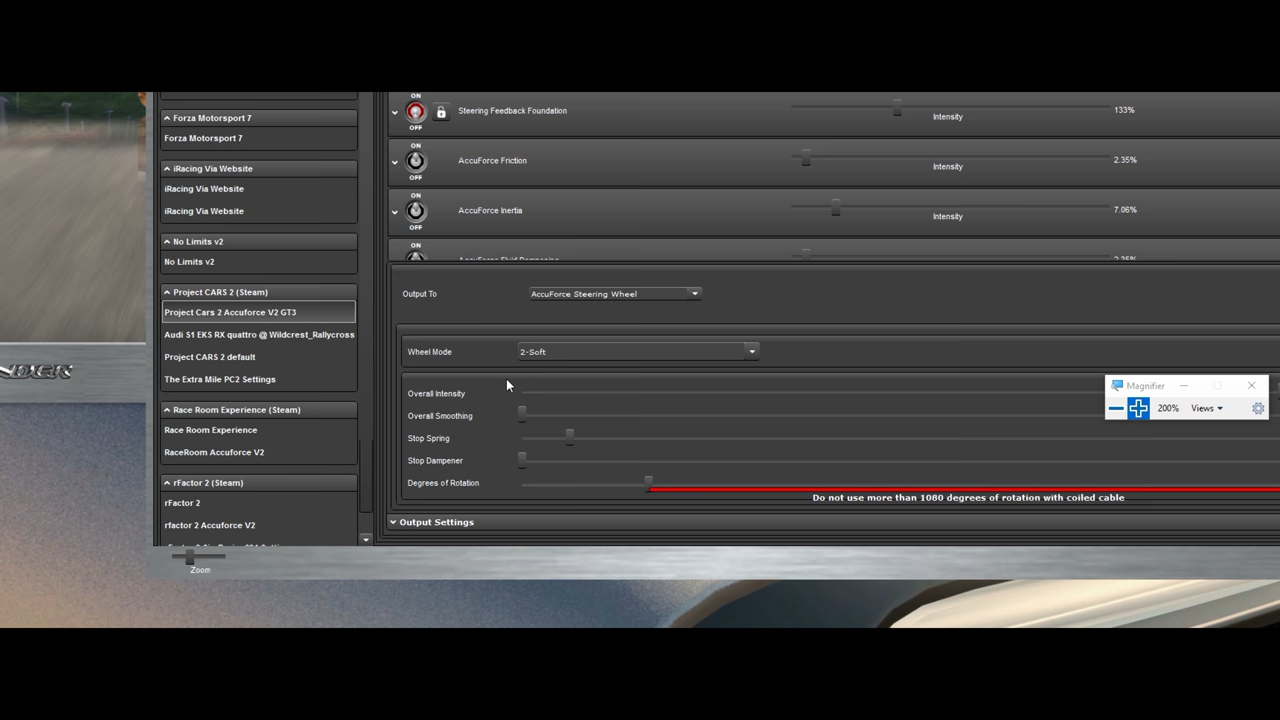 Forza Motorsport 7
Forza Motorsport 7
iRacing Via Website
iRacing Via Website
iRacing Via Website
No Limits v2
No Limits v2
Project CARS 2 (Steam)
Project Cars 2 Accuforce V2 GT3
Audi S1 EKS RX quattro @ Wildcrest_Rallycross
Project CARS 2 default
The Extra Mile PC2 Settings
Race Room Experience (Steam)
Race Room Experience
RaceRoom Accuforce V2
rFactor 2 (Steam)
rFactor 2
rfactor 2 Accuforce V2
Zoom
ON
OFF
Steering Feedback Foundation
Intensity
133%
ON
OFF
AccuForce Friction
Intensity
2.35%
ON
OFF
AccuForce Inertia
Intensity
7.06%
ON
AccuForce Fluid Dampening
2.35%
Output To
AccuForce Steering Wheel
Wheel Mode
2-Soft
Overall Intensity
Overall Smoothing
Stop Spring
Stop Dampener
Degrees of Rotation
Do not use more than 1080 degrees of rotation with coiled cable
Output Settings
Magnifier
200%
Views